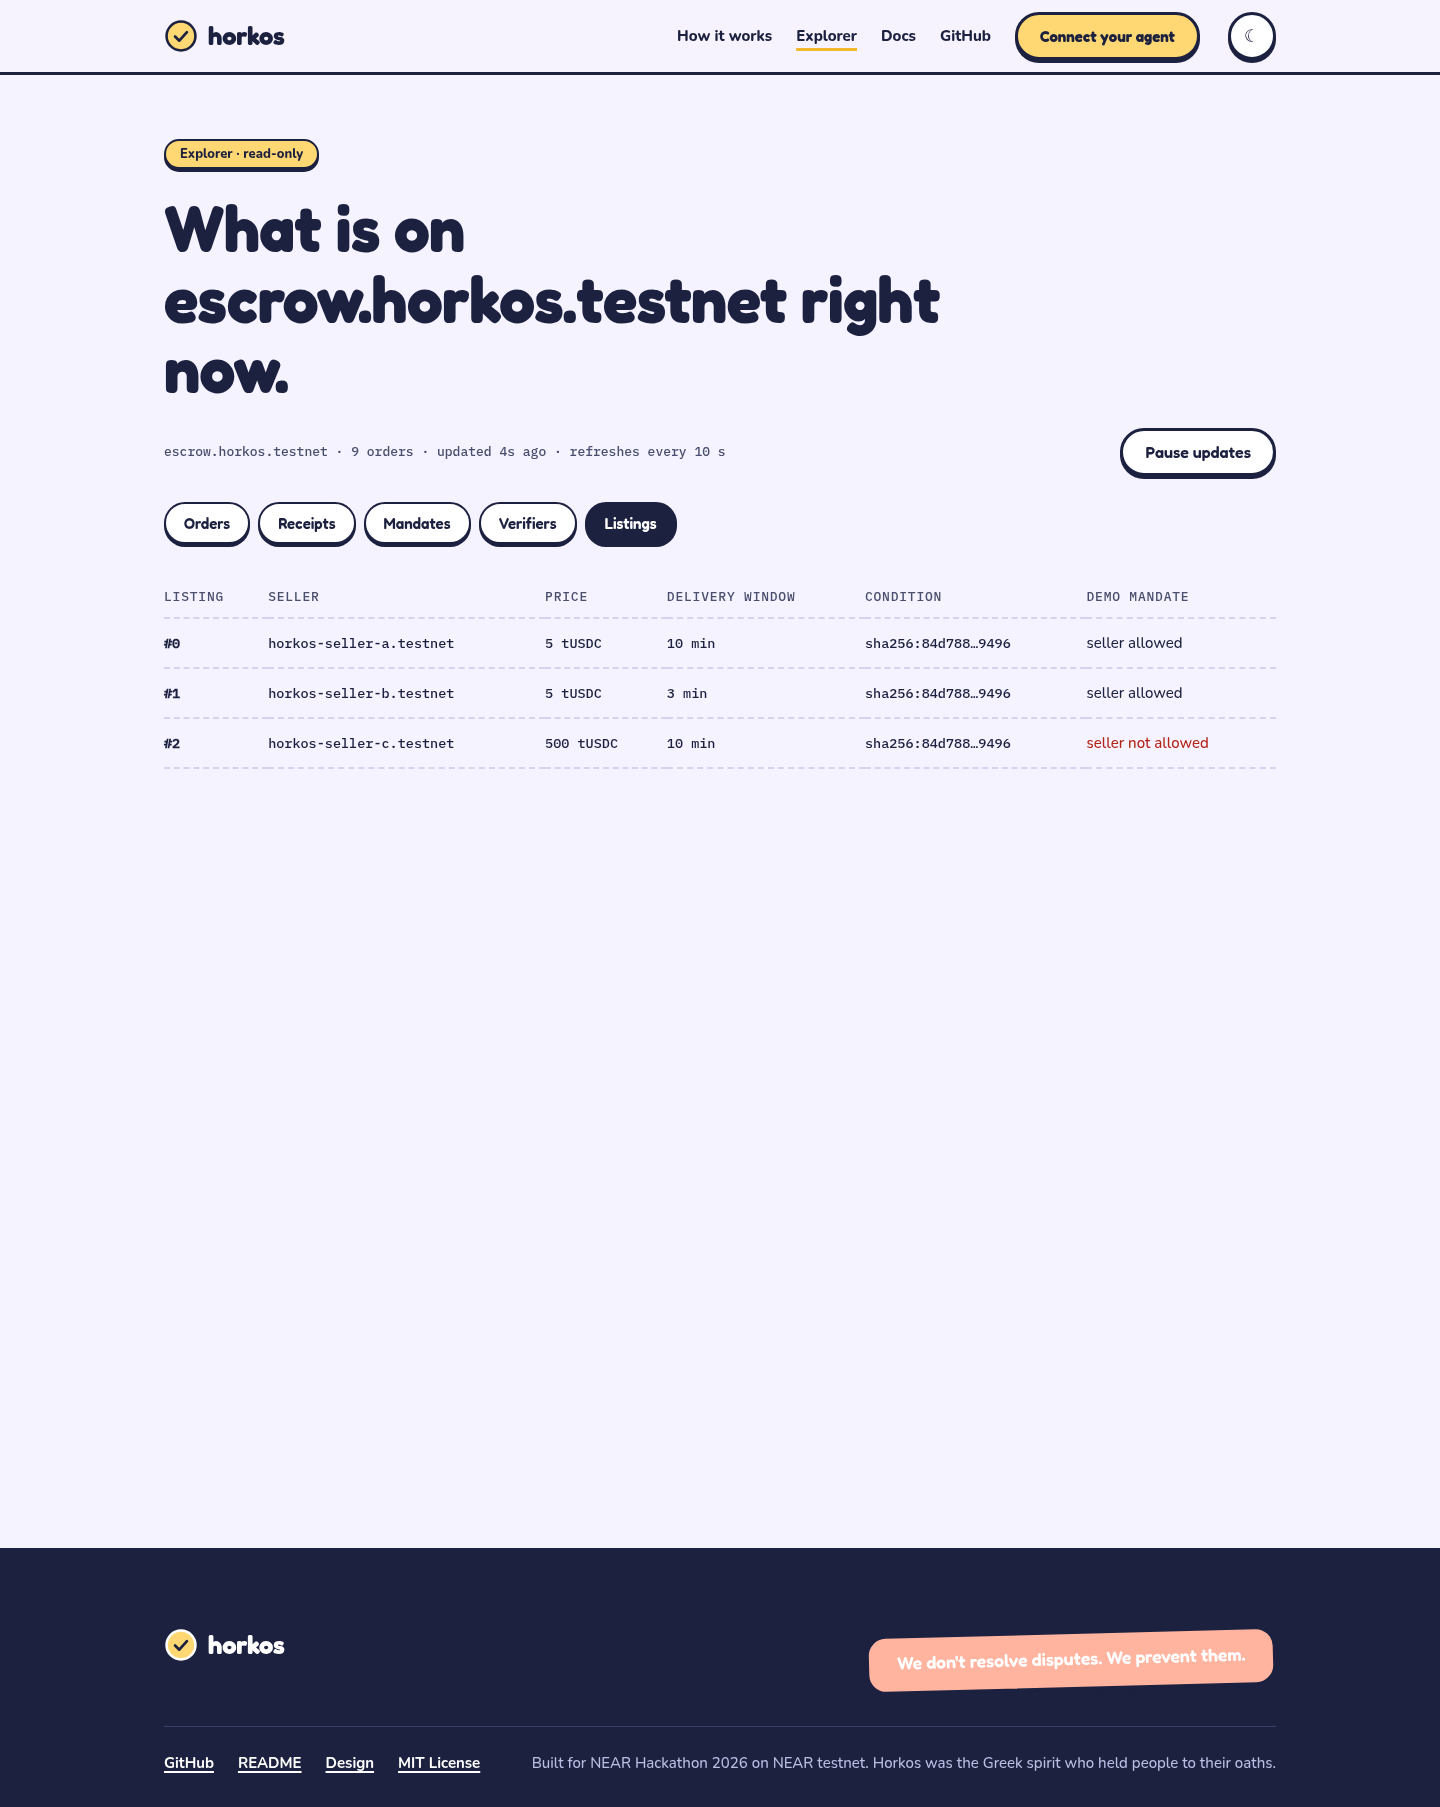 horkos
How it works Explorer Docs GitHub Connect your agent
Explorer · read-only
What is on
escrow.horkos.testnet right
now.
escrow.horkos.testnet · 9 orders · updated 4s ago · refreshes every 10 s
Pause updates
Orders Receipts Mandates Verifiers Listings
LISTING SELLER PRICE DELIVERY WINDOW CONDITION DEMO MANDATE
#0 horkos-seller-a.testnet 5 tUSDC 10 min sha256:84d788…9496 seller allowed
#1 horkos-seller-b.testnet 5 tUSDC 3 min sha256:84d788…9496 seller allowed
#2 horkos-seller-c.testnet 500 tUSDC 10 min sha256:84d788…9496 seller not allowed
horkos
We don't resolve disputes. We prevent them.
GitHub README Design MIT License
Built for NEAR Hackathon 2026 on NEAR testnet. Horkos was the Greek spirit who held people to their oaths.